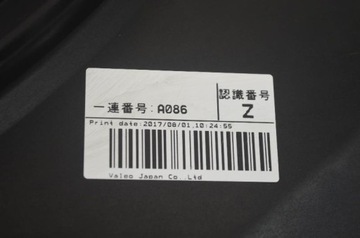 一連番号:A086
認識番号
Z
Print date:2017/08/01,10:24:55
Valeo Japan Co.,Ltd